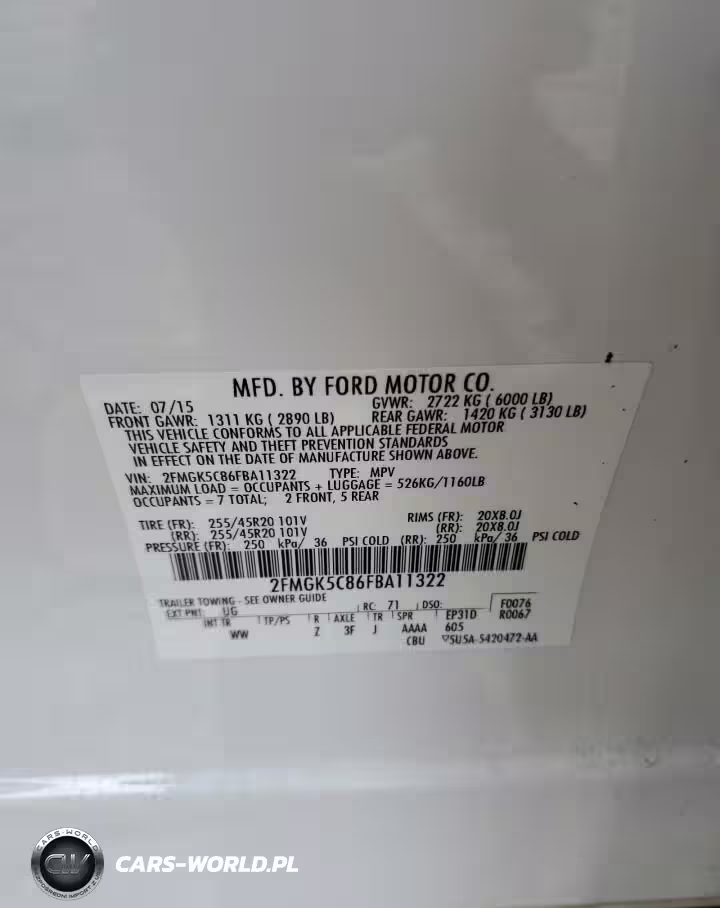 MFD. BY FORD MOTOR CO.
DATE: 07/15 GVWR: 2722 KG ( 6000 LB)
FRONT GAWR: 1311 KG ( 2890 LB) REAR GAWR: 1420 KG ( 3130 LB)
THIS VEHICLE CONFORMS TO ALL APPLICABLE FEDERAL MOTOR
VEHICLE SAFETY AND THEFT PREVENTION STANDARDS
IN EFFECT ON THE DATE OF MANUFACTURE SHOWN ABOVE.
VIN: 2FMGK5C86FBA11322 TYPE: MPV
MAXIMUM LOAD = OCCUPANTS + LUGGAGE = 526KG/1160LB
OCCUPANTS = 7 TOTAL; 2 FRONT, 5 REAR
TIRE (FR): 255/45R20 101V RIMS (FR): 20X8.0J
(RR): 255/45R20 101V (RR): 20X8.0J
PRESSURE (FR): 250 kPa/ 36 PSI COLD (RR): 250 kPa/ 36 PSI COLD
2FMGK5C86FBA11322
TRAILER TOWING - SEE OWNER GUIDE
EXT PNT: UG RC: 71 DSO: F0076
INT TR TP/PS R AXLE TR SPR EP31D R0067
WW Z 3F J AAAA 605
CBU ▽5U5A-5420472-AA
CARS-WORLD
CW
CARS-WORLD.PL